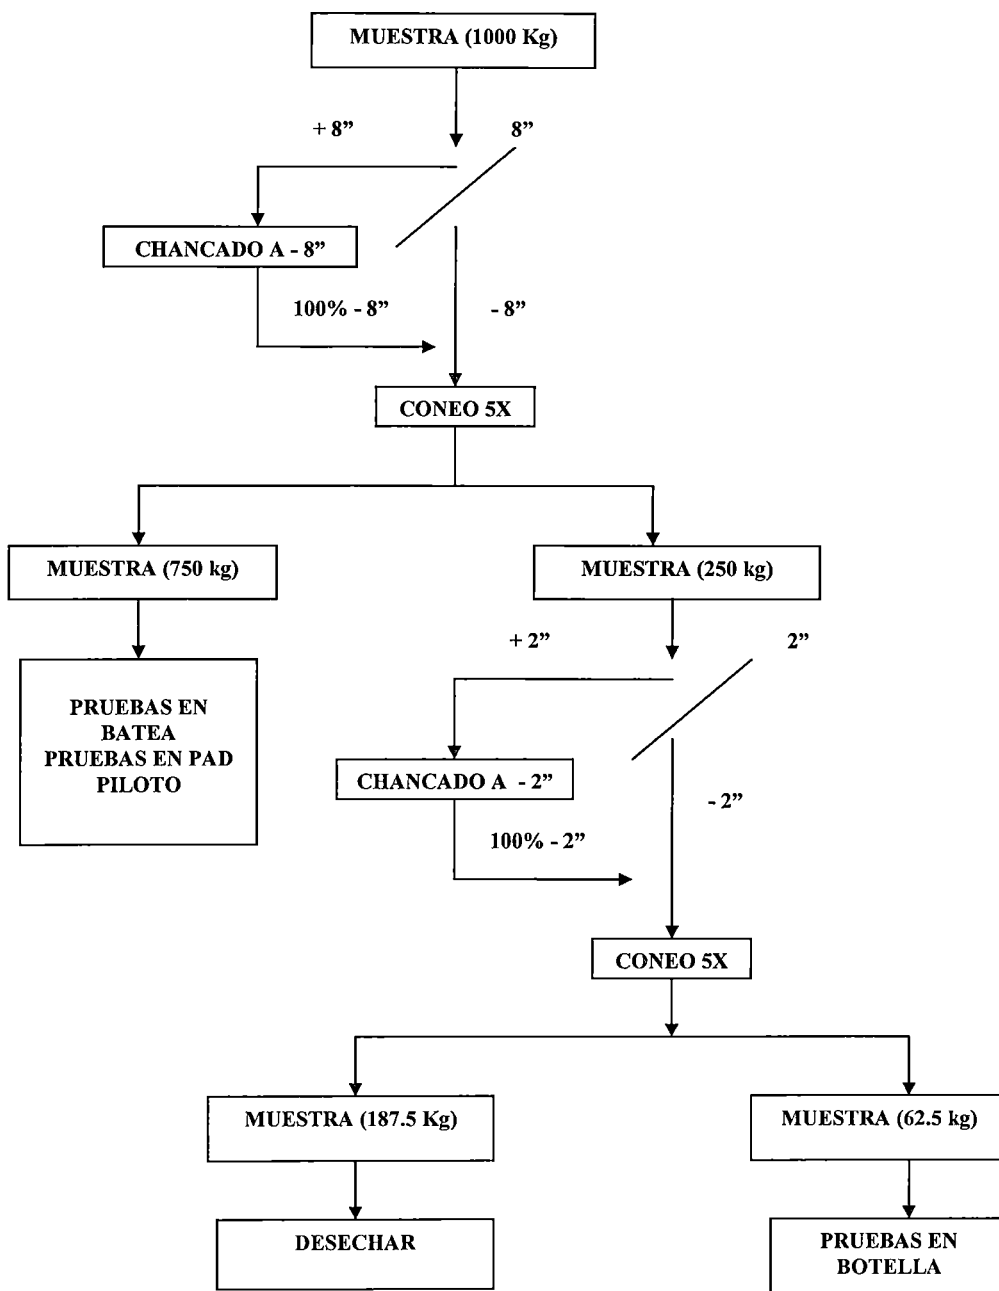 MUESTRA (1000 Kg)
+ 8”
8”
CHANCADO A - 8”
100% - 8”
- 8”
CONEO 5X
MUESTRA (750 kg)
MUESTRA (250 kg)
+ 2”
2”
PRUEBAS EN
BATEA
PRUEBAS EN PAD
PILOTO
CHANCADO A - 2”
- 2”
100% - 2”
CONEO 5X
MUESTRA (187.5 Kg)
MUESTRA (62.5 kg)
DESECHAR
PRUEBAS EN
BOTELLA